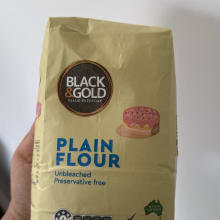 BLACK
&GOLD
VALUE EVERYDAY
PLAIN
FLOUR
Unbleached
Preservative free